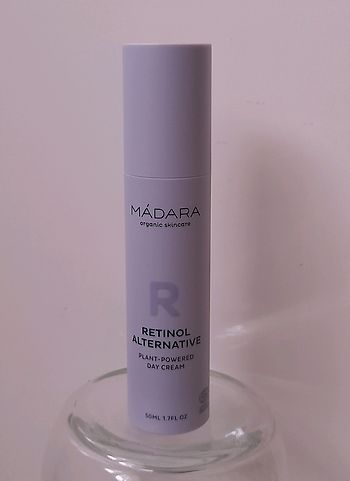 MÁDARA
organic skincare
R
RETINOL
ALTERNATIVE
PLANT-POWERED
DAY CREAM
50ML 1.7FL OZ